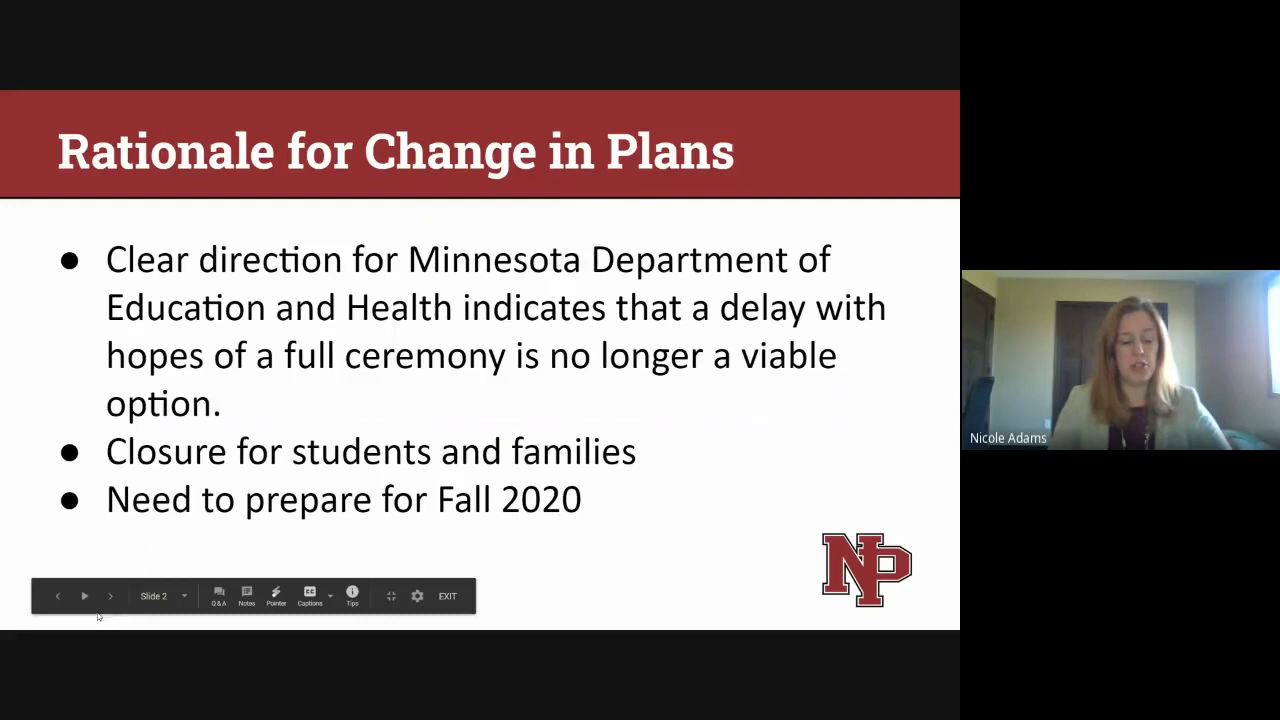 Rationale for Change in Plans
● Clear direction for Minnesota Department of
Education and Health indicates that a delay with
hopes of a full ceremony is no longer a viable
option.
● Closure for students and families
● Need to prepare for Fall 2020
NP
Slide 2
Q & A
Notes
Pointer
CC
Captions
Tips
EXIT
Nicole Adams